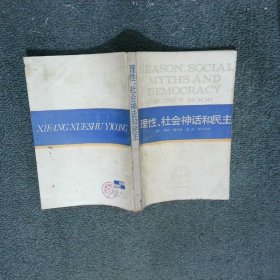 REASON, SOCIAL
MYTHS AND
DEMOCRACY
SIDNEY HOOK
理性、社会神话和民主
理性、社会神话和民主
XIFANG XUESHU YICONG